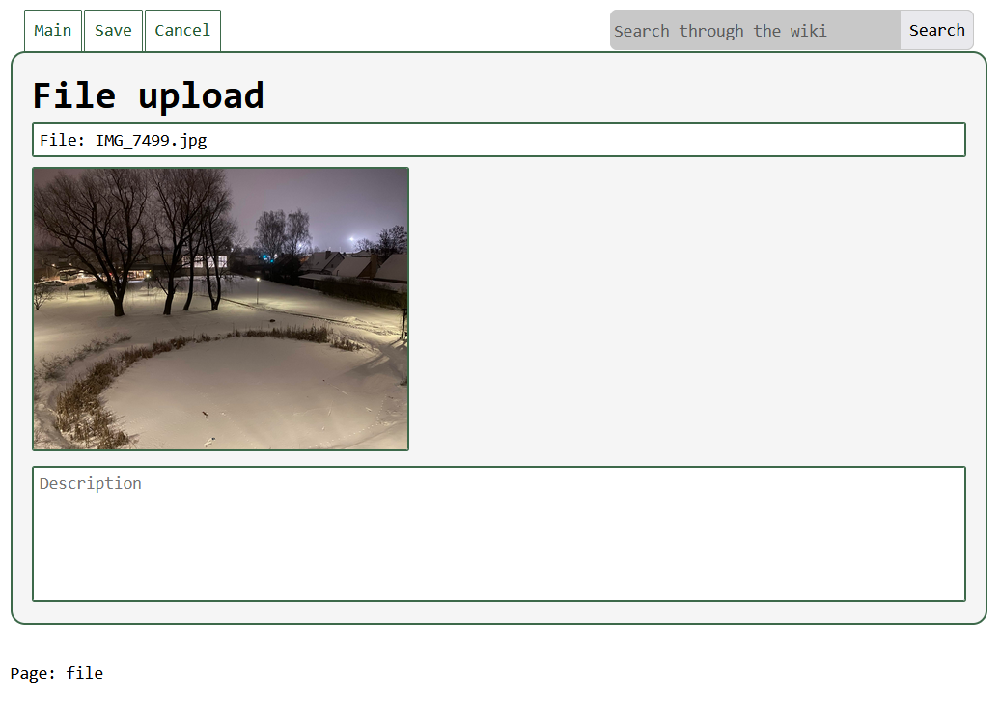 Main Save Cancel Search through the wiki Search
File upload
File: IMG_7499.jpg
Description
Page: file